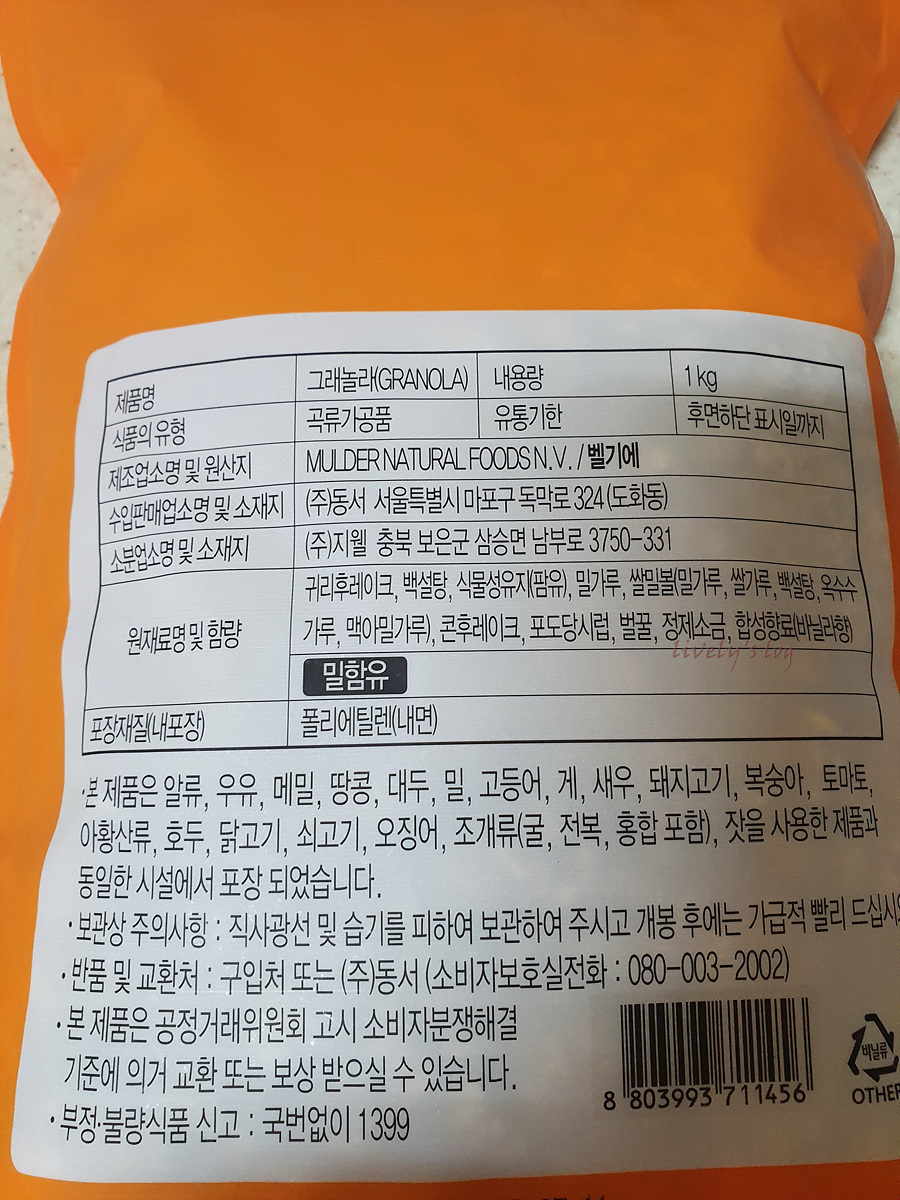 제품명 그래놀라(GRANOLA) 내용량 1kg
식품의 유형 곡류가공품 유통기한 후면하단 표시일까지
제조업소명 및 원산지 MULDER NATURAL FOODS N.V. / 벨기에
수입판매업소명 및 소재지 (주)동서 서울특별시 마포구 독막로 324 (도화동)
소분업소명 및 소재지 (주)지웰 충북 보은군 삼승면 남부로 3750-331
원재료명 및 함량 귀리후레이크, 백설탕, 식물성유지(팜유), 밀가루, 쌀밀볼(밀가루, 쌀가루, 백설탕, 옥수수
가루, 맥아밀가루), 콘후레이크, 포도당시럽, 벌꿀, 정제소금, 합성향료(바닐라향)
lively's
밀함유
포장재질(내포장) 폴리에틸렌(내면)
·본 제품은 알류, 우유, 메밀, 땅콩, 대두, 밀, 고등어, 게, 새우, 돼지고기, 복숭아, 토마토,
아황산류, 호두, 닭고기, 쇠고기, 오징어, 조개류(굴, 전복, 홍합 포함), 잣을 사용한 제품과
동일한 시설에서 포장 되었습니다.
·보관상 주의사항 : 직사광선 및 습기를 피하여 보관하여 주시고 개봉 후에는 가급적 빨리
·반품 및 교환처 : 구입처 또는 (주)동서 (소비자보호실전화 : 080-003-2002)
·본 제품은 공정거래위원회 고시 소비자분쟁해결
기준에 의거 교환 또는 보상 받으실 수 있습니다.
·부정·불량식품 신고 : 국번없이 1399
8 803993 711456
비닐류
OTHER